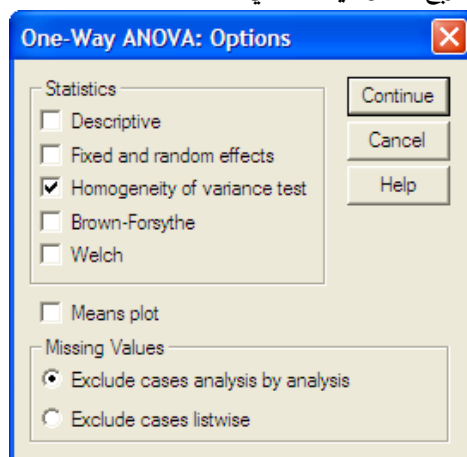 One-Way ANOVA: Options
Statistics
Descriptive
Fixed and random effects
Homogeneity of variance test
Brown-Forsythe
Welch
Continue
Cancel
Help
Means plot
Missing Values
Exclude cases analysis by analysis
Exclude cases listwise